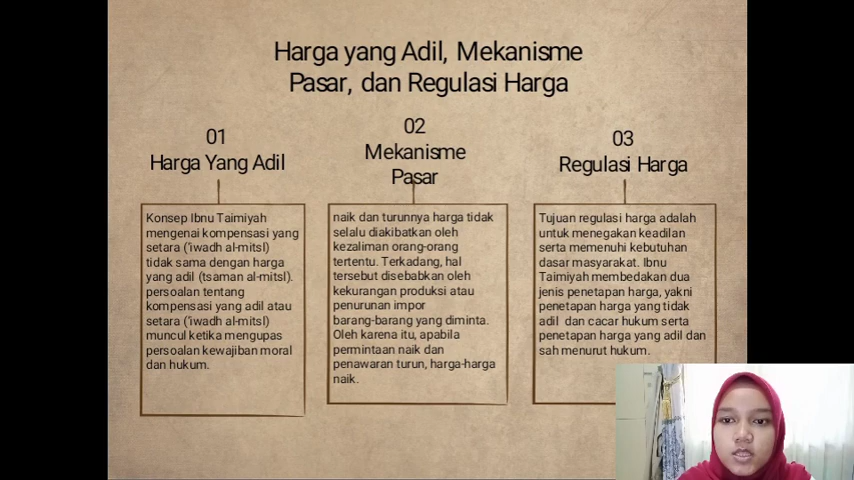 Harga yang Adil, Mekanisme
Pasar, dan Regulasi Harga
01
Harga Yang Adil
Konsep Ibnu Taimiyah
mengenai kompensasi yang
setara ('iwadh al-mitsl)
tidak sama dengan harga
yang adil (tsaman al-mitsl).
persoalan tentang
kompensasi yang adil atau
setara ('iwadh al-mitsl)
muncul ketika mengupas
persoalan kewajiban moral
dan hukum.
02
Mekanisme
Pasar
naik dan turunnya harga tidak
selalu diakibatkan oleh
kezaliman orang-orang
tertentu. Terkadang, hal
tersebut disebabkan oleh
kekurangan produksi atau
penurunan impor
barang-barang yang diminta.
Oleh karena itu, apabila
permintaan naik dan
penawaran turun, harga-harga
naik.
03
Regulasi Harga
Tujuan regulasi harga adalah
untuk menegakan keadilan
serta memenuhi kebutuhan
dasar masyarakat. Ibnu
Taimiyah membedakan dua
jenis penetapan harga, yakni
penetapan harga yang tidak
adil dan cacar hukum serta
penetapan harga yang adil dan
sah menurut hukum.